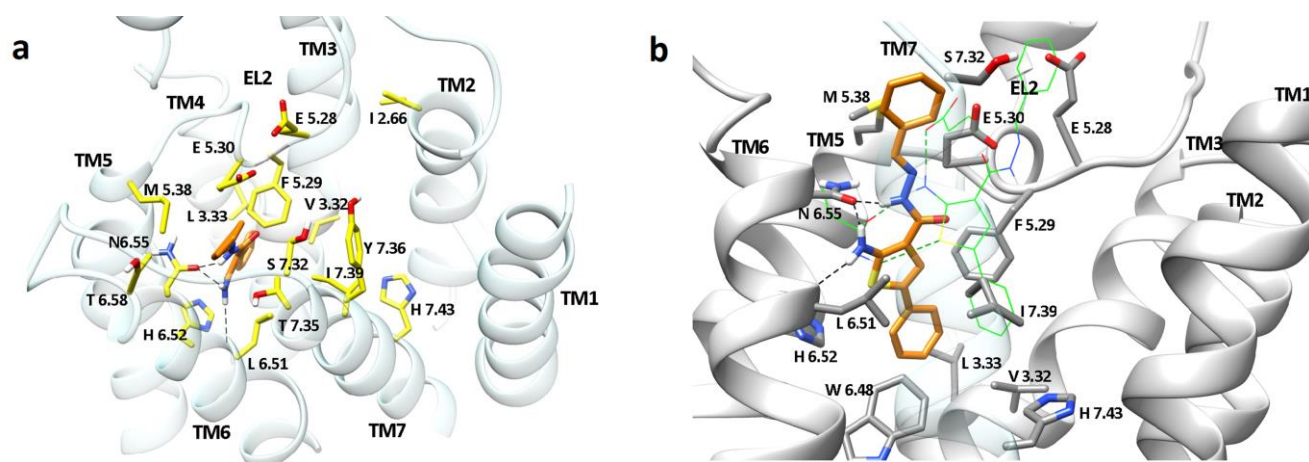 a
TM3
EL2
TM2
TM4
E 5.28
I 2.66
E 5.30
TM5
F 5.29
M 5.38
V 3.32
L 3.33
N6.55
Y 7.36
S 7.32
I 7.39
T 6.58
TM1
H 7.43
H 6.52
T 7.35
L 6.51
TM6
TM7
b
TM7
S 7.32
EL2
M 5.38
TM1
E 5.30
E 5.28
TM5
TM6
TM3
TM2
N 6.55
F 5.29
I 7.39
L 6.51
H 6.52
L 3.33
V 3.32
W 6.48
H 7.43